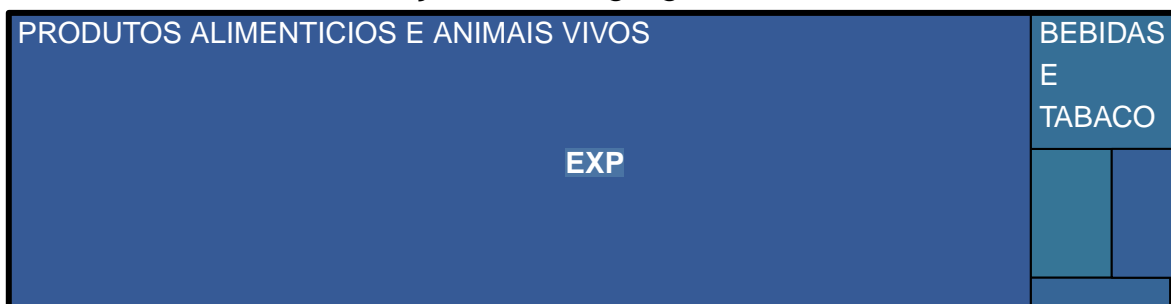 PRODUTOS ALIMENTICIOS E ANIMAIS VIVOS
BEBIDAS
E
TABACO
EXP